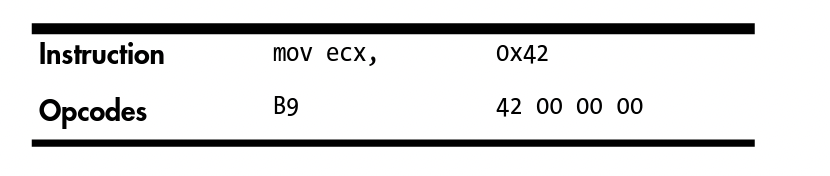 Instruction mov ecx, 0x42
Opcodes B9 42 00 00 00